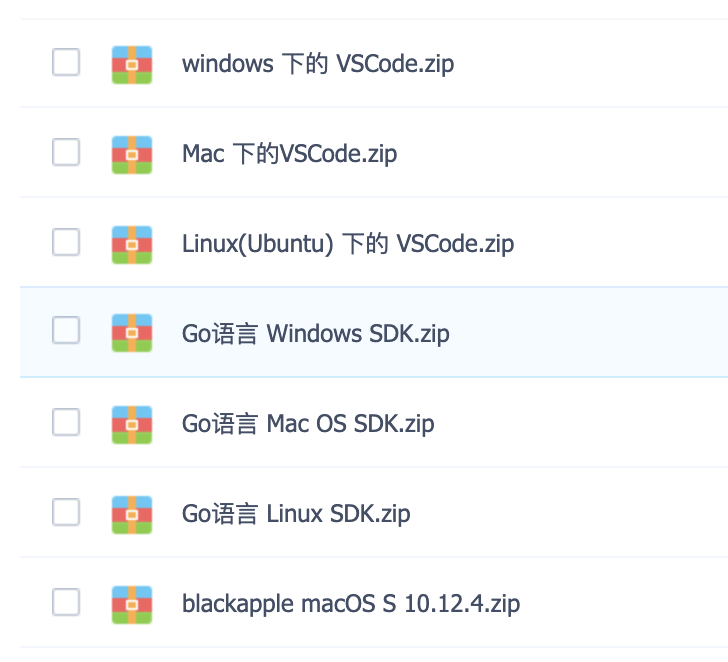 windows 下的 VSCode.zip
Mac 下的VSCode.zip
Linux(Ubuntu) 下的 VSCode.zip
Go语言 Windows SDK.zip
Go语言 Mac OS SDK.zip
Go语言 Linux SDK.zip
blackapple macOS S 10.12.4.zip